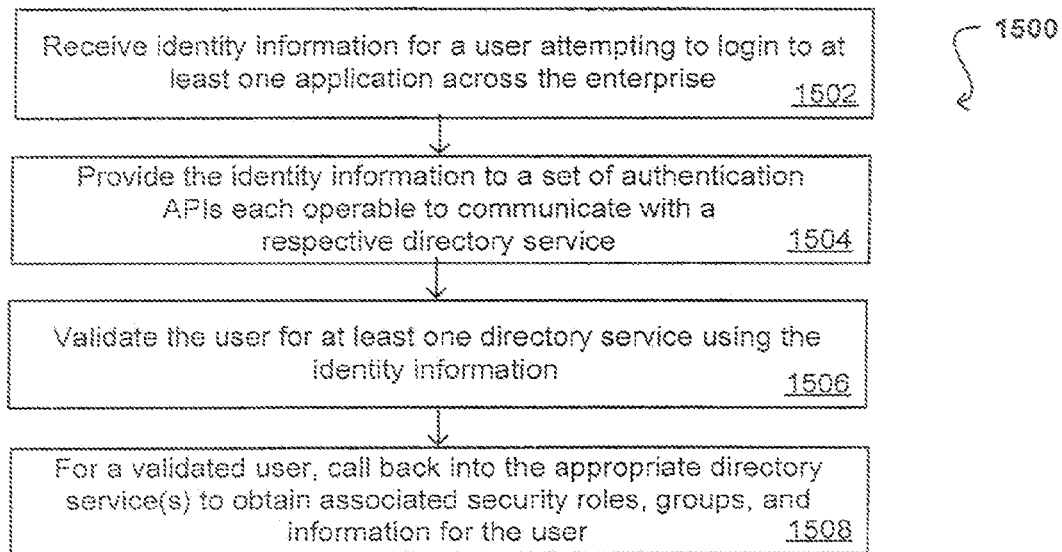 1500
Receive identity information for a user attempting to login to at
least one application across the enterprise
1502
Provide the identity information to a set of authentication
APIs each operable to communicate with a
respective directory service
1504
Validate the user for at least one directory service using the
identity information
1506
For a validated user, call back into the appropriate directory
service(s) to obtain associated security roles, groups, and
information for the user
1508